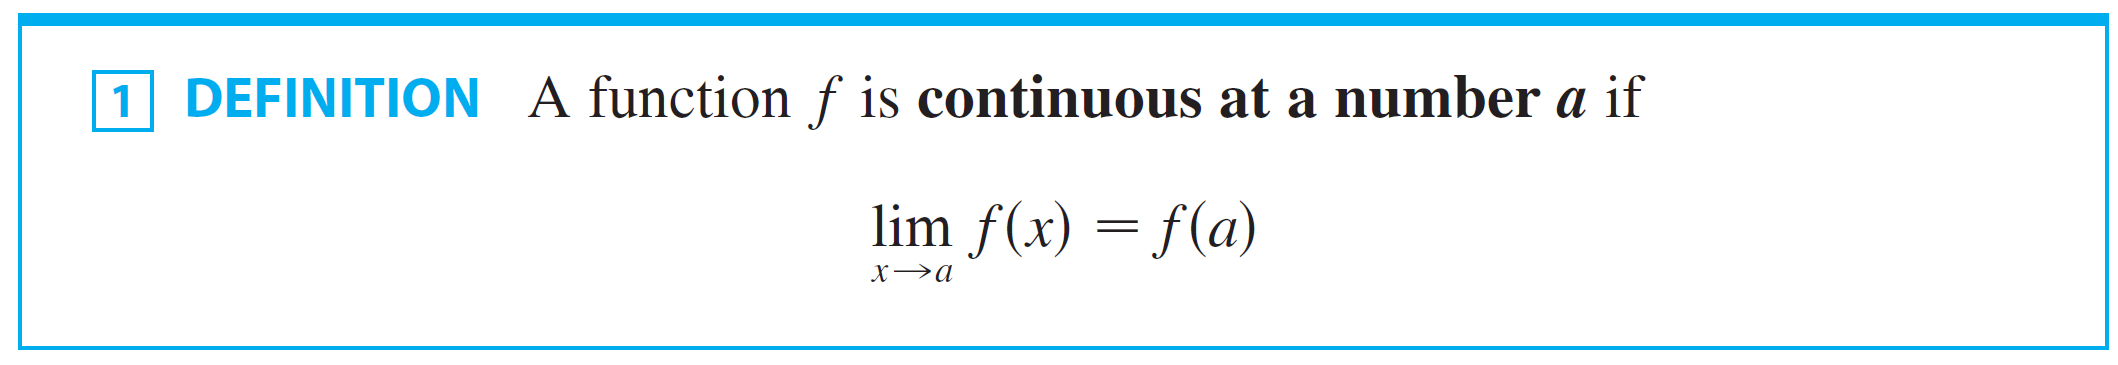 1 DEFINITION A function f is continuous at a number a if
lim f(x) = f(a)
x→a